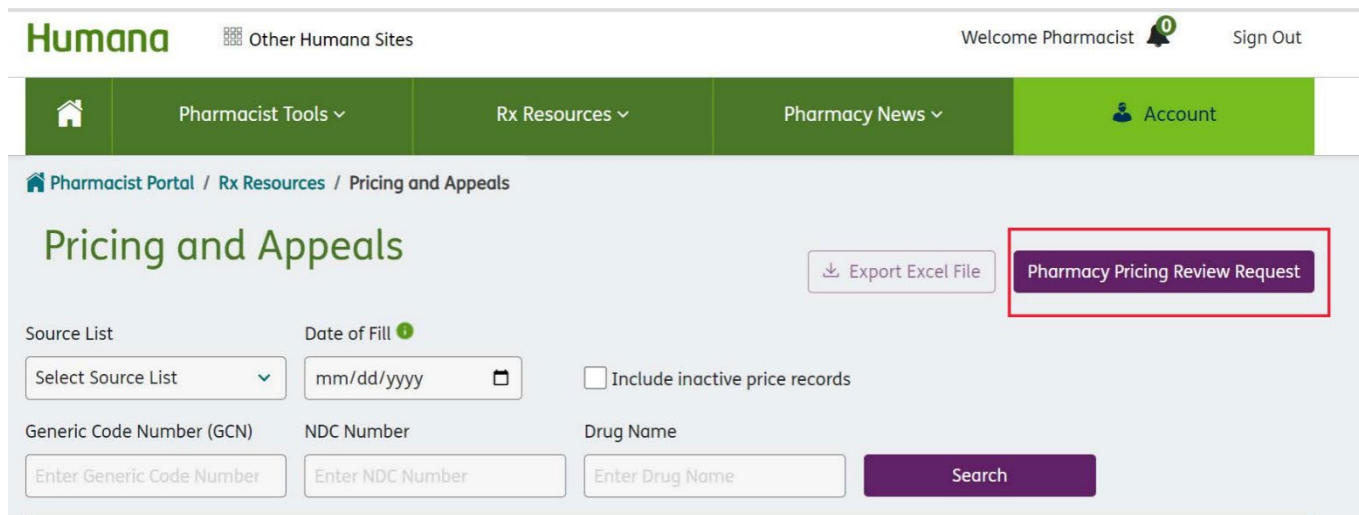 Humana
Other Humana Sites
Welcome Pharmacist
0
Sign Out
Pharmacist Tools
Rx Resources
Pharmacy News
Account
Pharmacist Portal / Rx Resources / Pricing and Appeals
Pricing and Appeals
Export Excel File
Pharmacy Pricing Review Request
Source List
Date of Fill
Select Source List
mm/dd/yyyy
Include inactive price records
Generic Code Number (GCN)
NDC Number
Drug Name
Enter Generic Code Number
Enter NDC Number
Enter Drug Name
Search